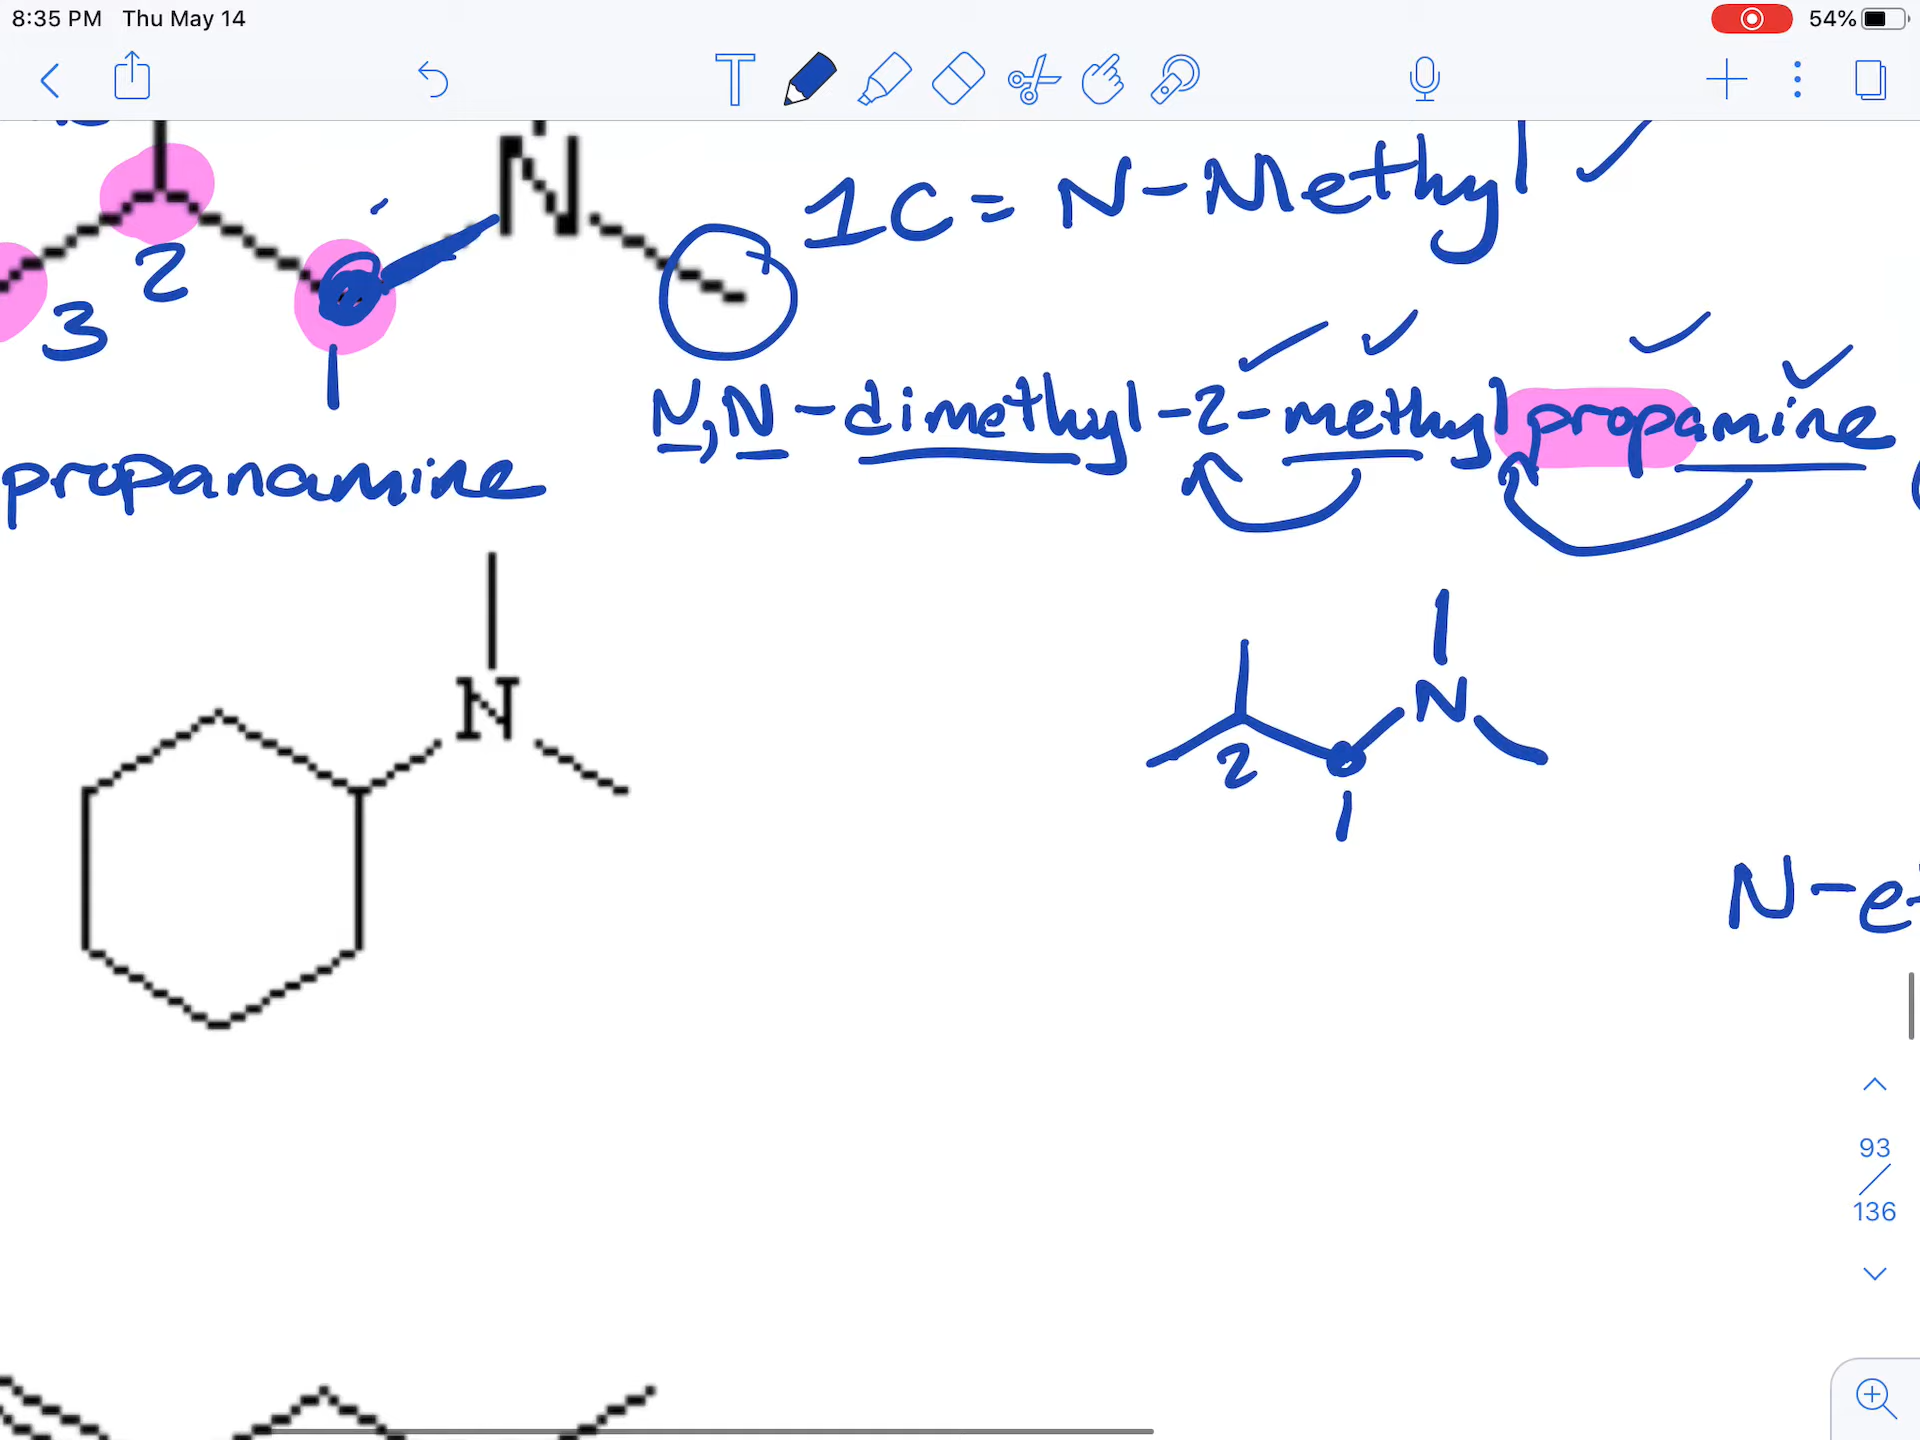 8:35 PM Thu May 14
54%
T
N
1C = N-Methyl
2
3
1
N,N-dimethyl-2-methylpropamine
propanamine
N
N
2
1
N-e
93
136